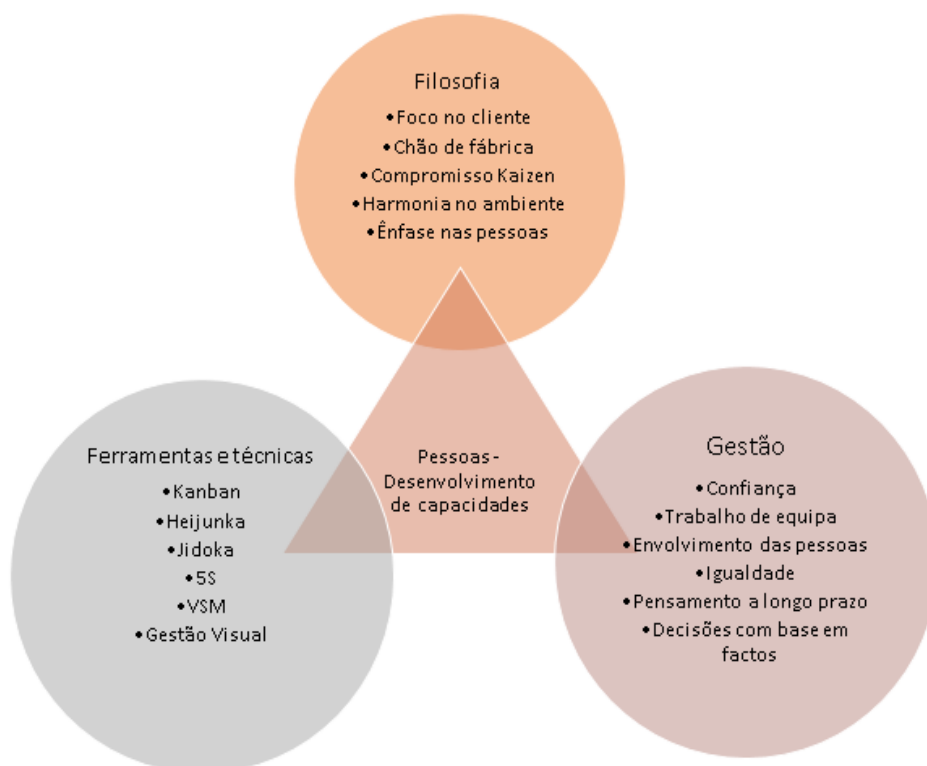 Filosofia
•Foco no cliente
•Chão de fábrica
•Compromisso Kaizen
•Harmonia no ambiente
•Ênfase nas pessoas
Pessoas -
Desenvolvimento
de capacidades
Ferramentas e técnicas
•Kanban
•Heijunka
•Jidoka
•5S
•VSM
•Gestão Visual
Gestão
•Confiança
•Trabalho de equipa
•Envolvimento das pessoas
•Igualdade
•Pensamento a longo prazo
•Decisões com base em
factos